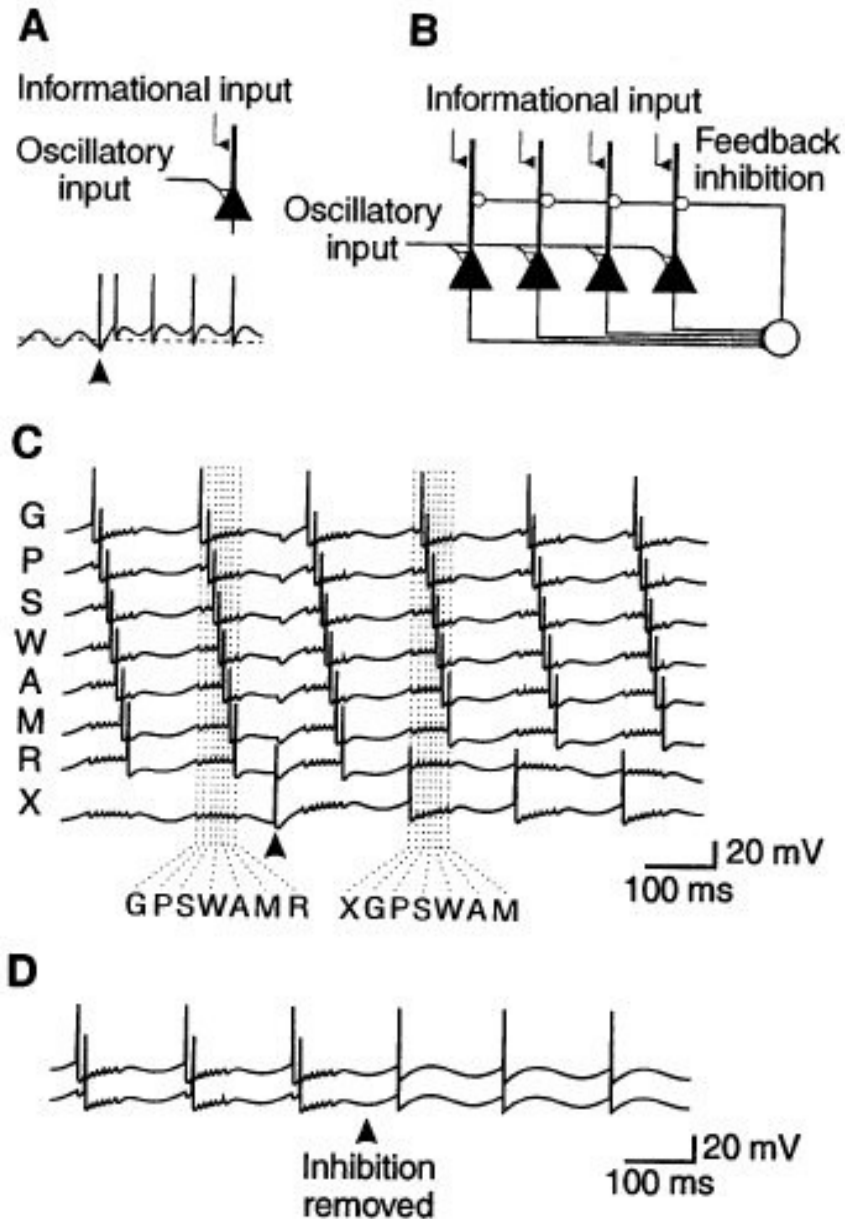 A
Informational input
Oscillatory
input
B
Informational input
Feedback
inhibition
Oscillatory
input
C
G
P
S
W
A
M
R
X
20 mV
100 ms
GPSWAMR XGPSWAM
D
Inhibition
removed
20 mV
100 ms